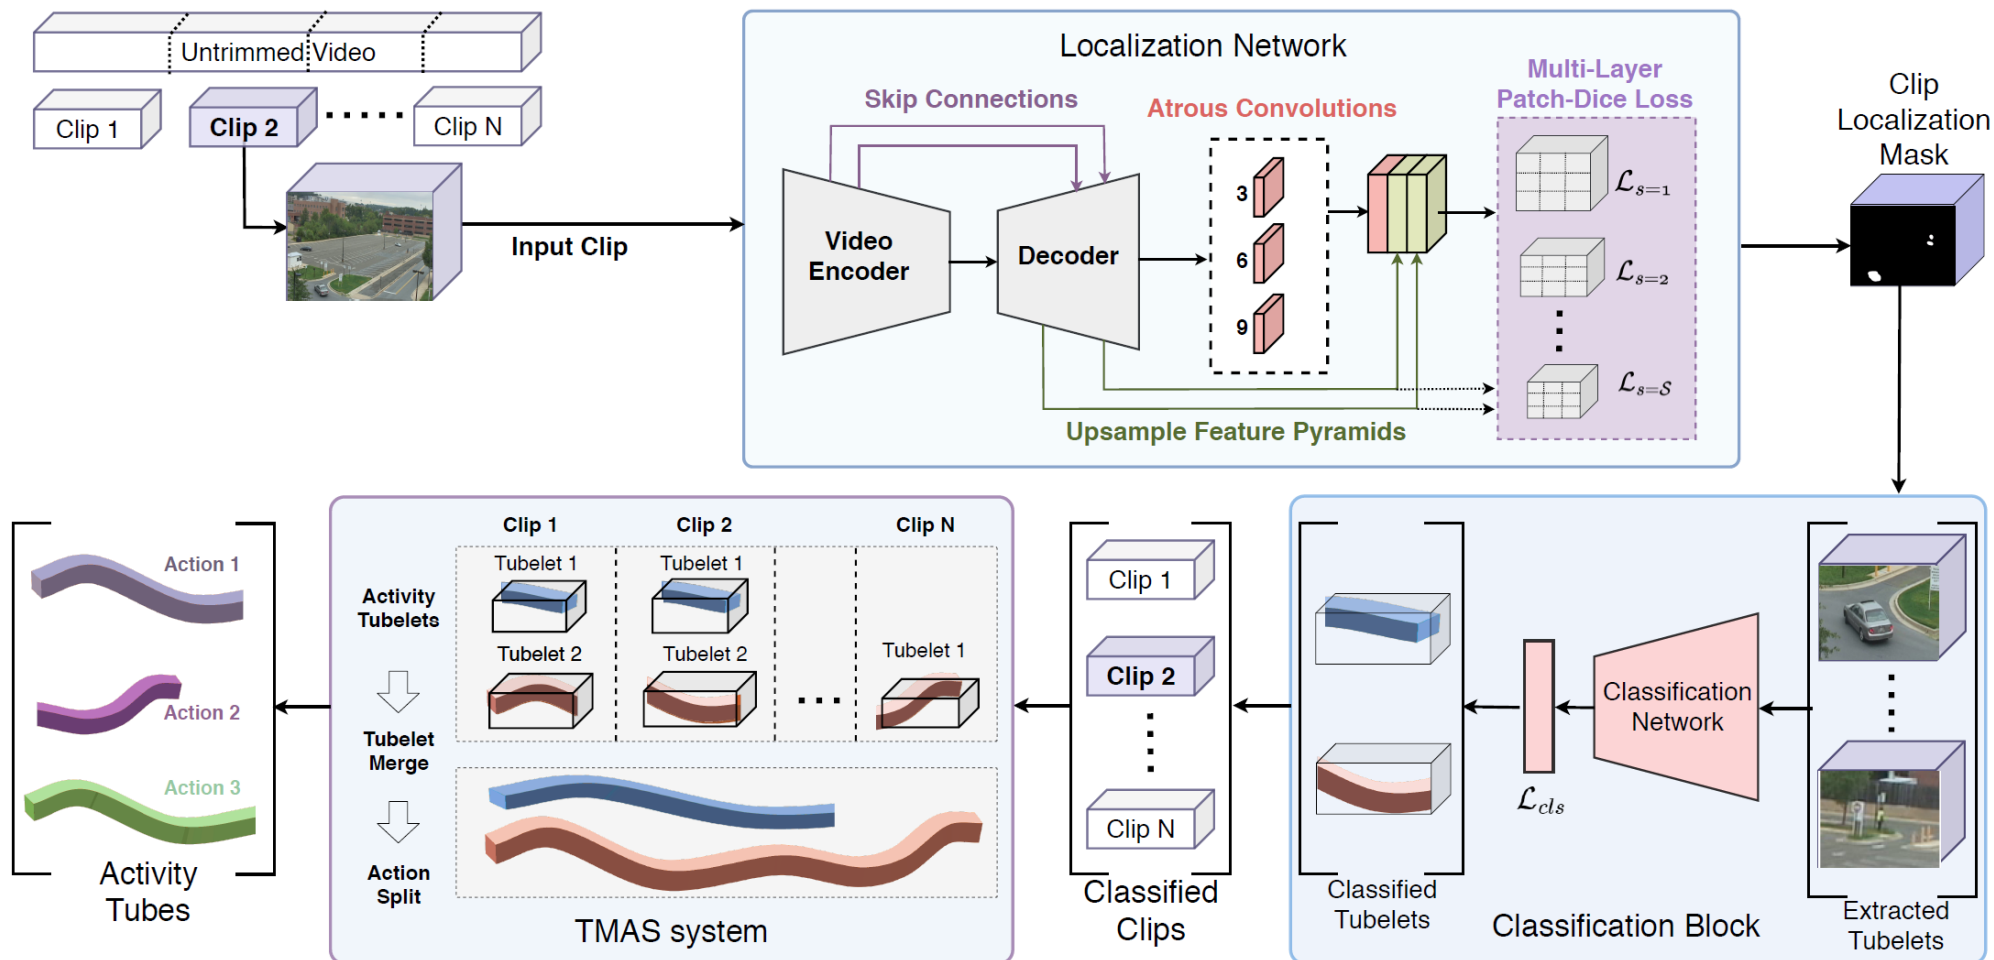 Untrimmed Video
Clip 1
Clip 2
Clip N
Input Clip
Localization Network
Skip Connections
Atrous Convolutions
Multi-Layer
Patch-Dice Loss
Video
Encoder
Decoder
3
6
9
ℒs=1
ℒs=2
ℒs=𝒮
Upsample Feature Pyramids
Clip
Localization
Mask
Action 1
Action 2
Action 3
Activity
Tubes
Clip 1
Clip 2
Clip N
Activity
Tubelets
Tubelet
Merge
Action
Split
Tubelet 1
Tubelet 1
Tubelet 2
Tubelet 2
Tubelet 1
TMAS system
Clip 1
Clip 2
Clip N
Classified
Clips
Classified
Tubelets
ℒcls
Classification
Network
Classification Block
Extracted
Tubelets